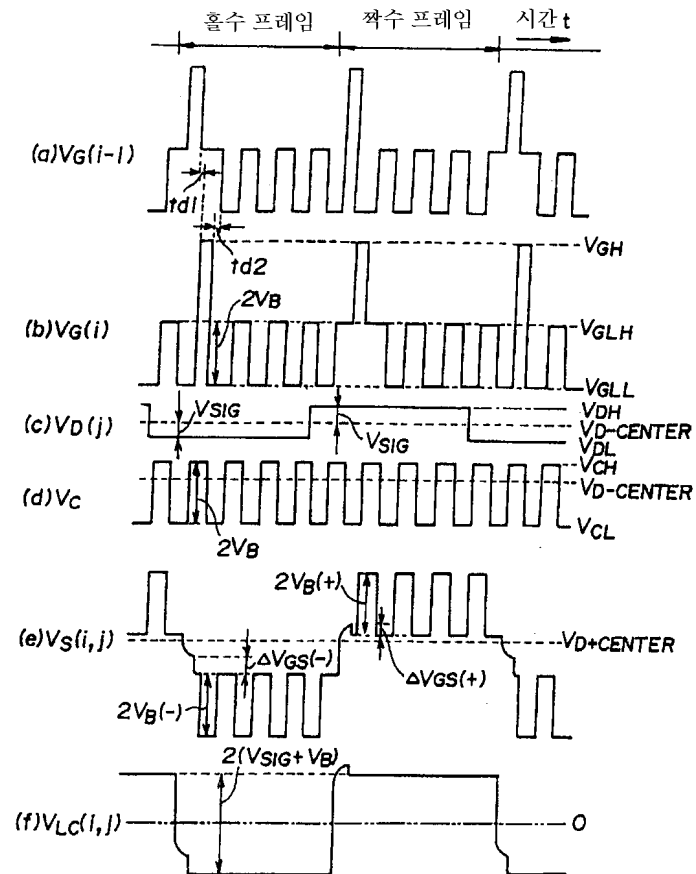 홀수 프레임 짝수 프레임 시간 t
(a)VG(i-1)
td1
td2
VGH
2VB
(b)VG(i)
VGLH
VGLL
VSIG
VDH
(c)VD(j)
VD-CENTER
VSIG
VDL
VCH
(d)VC
VD-CENTER
2VB
VCL
2VB(+)
(e)VS(i,j)
VD+CENTER
ΔVGS(-)
ΔVGS(+)
2VB(-)
2(VSIG+VB)
(f)VLC(i,j)
0